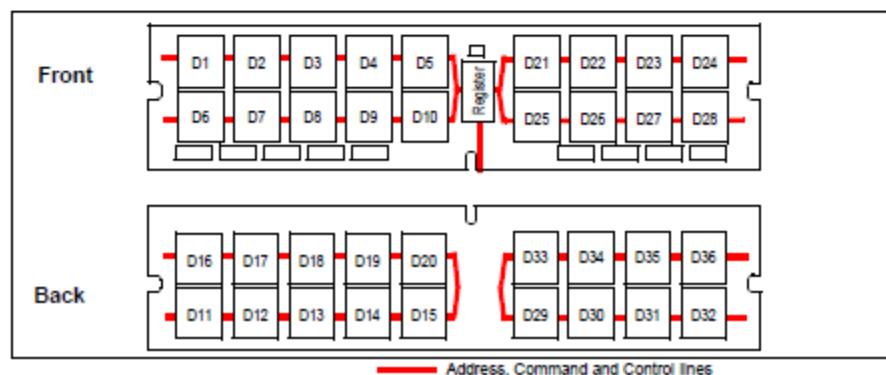 Front
D1 D2 D3 D4 D5 Register D21 D22 D23 D24
D6 D7 D8 D9 D10 D25 D26 D27 D28
Back
D16 D17 D18 D19 D20 D33 D34 D35 D36
D11 D12 D13 D14 D15 D29 D30 D31 D32
Address, Command and Control lines